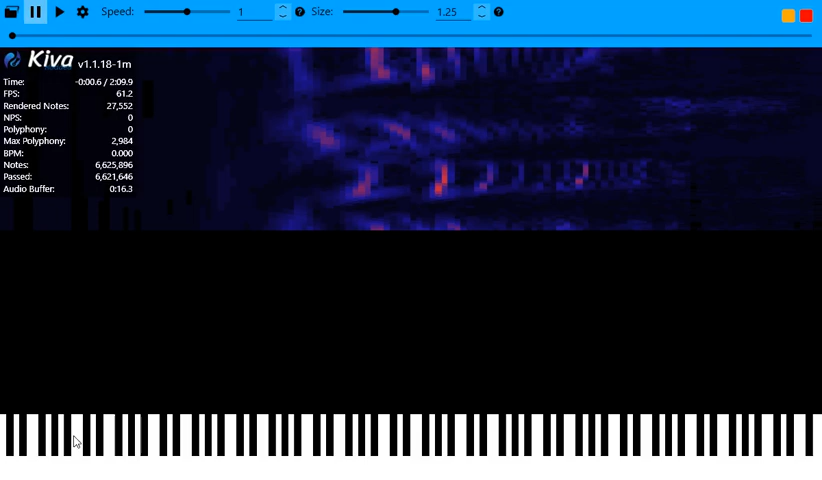 Speed: 1 Size: 1.25
Kiva v1.1.18-1m
Time: -0:00.6 / 2:09.9
FPS: 61.2
Rendered Notes: 27,552
NPS: 0
Polyphony: 0
Max Polyphony: 2,984
BPM: 0.000
Notes: 6,625,896
Passed: 6,621,646
Audio Buffer: 0:16.3